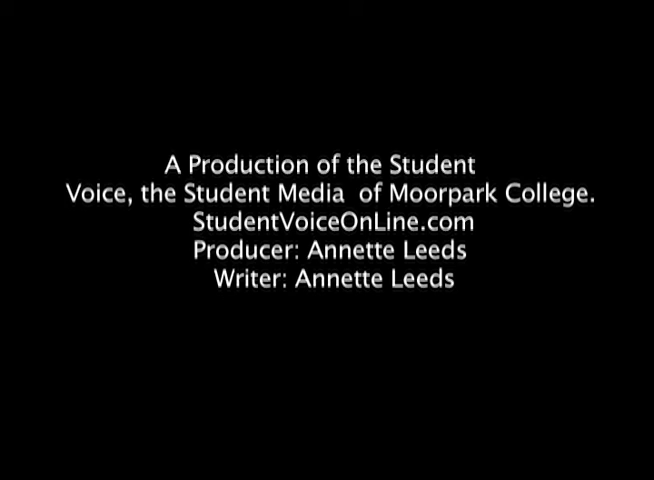 A Production of the Student
Voice, the Student Media  of Moorpark College.
StudentVoiceOnLine.com
Producer: Annette Leeds
Writer: Annette Leeds